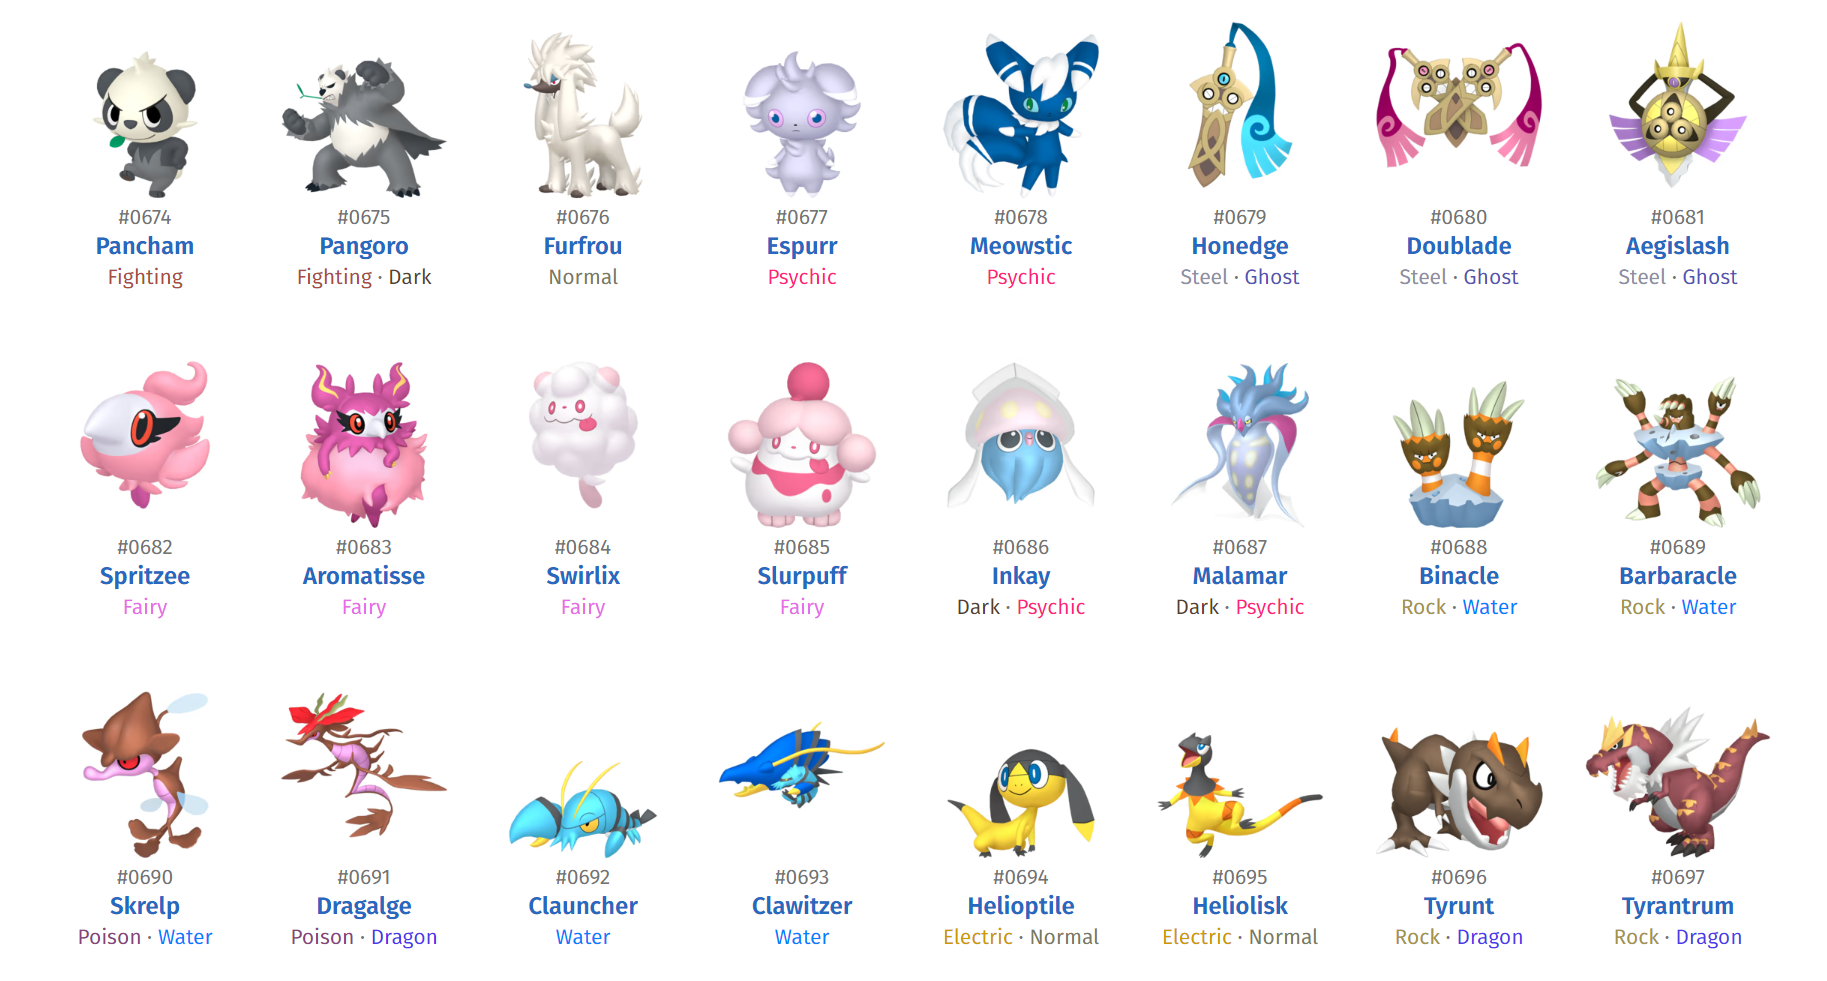 #0674 #0675 #0676 #0677 #0678 #0679 #0680 #0681
Pancham Pangoro Furfrou Espurr Meowstic Honedge Doublade Aegislash
Fighting Fighting · Dark Normal Psychic Psychic Steel · Ghost Steel · Ghost Steel · Ghost
#0682 #0683 #0684 #0685 #0686 #0687 #0688 #0689
Spritzee Aromatisse Swirlix Slurpuff Inkay Malamar Binacle Barbaracle
Fairy Fairy Fairy Fairy Dark · Psychic Dark · Psychic Rock · Water Rock · Water
#0690 #0691 #0692 #0693 #0694 #0695 #0696 #0697
Skrelp Dragalge Clauncher Clawitzer Helioptile Heliolisk Tyrunt Tyrantrum
Poison · Water Poison · Dragon Water Water Electric · Normal Electric · Normal Rock · Dragon Rock · Dragon